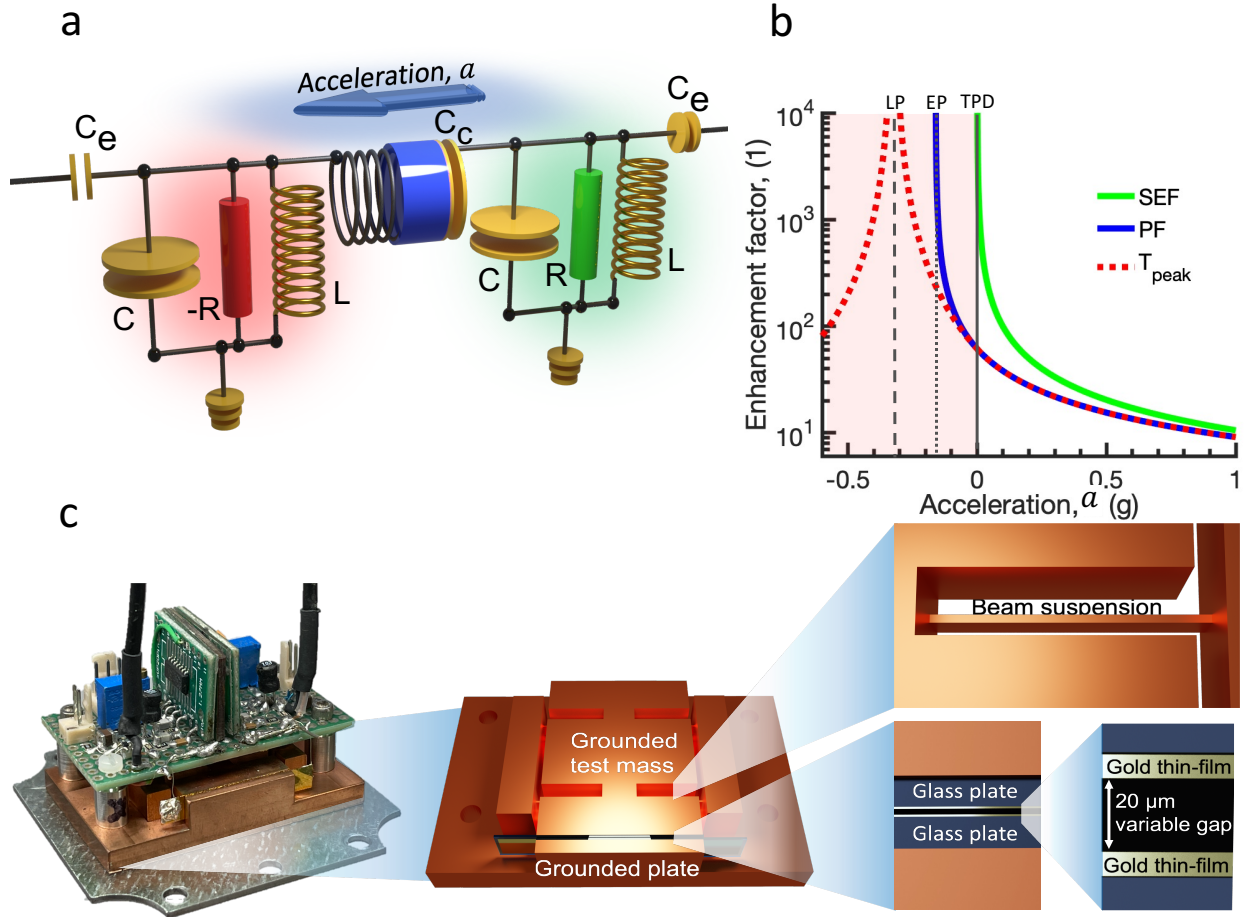 a
Acceleration, a
Ce
Cc
Ce
C
-R
L
C
R
L
b
LP EP TPD
10^4
10^3
10^2
10^1
Enhancement factor, (1)
SEF
PF
T_peak
-0.5 0 0.5 1
Acceleration, a (g)
c
Beam suspension
Grounded
test mass
Grounded plate
Glass plate
Glass plate
Gold thin-film
20 μm
variable gap
Gold thin-film